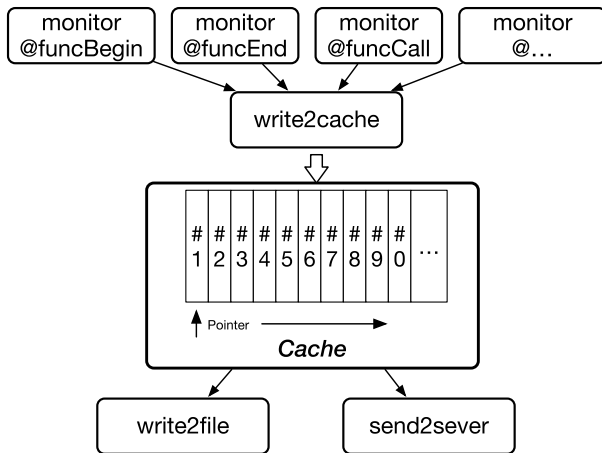 monitor
@funcBegin
monitor
@funcEnd
monitor
@funcCall
monitor
@...
write2cache
# # # # # # # # # #
1 2 3 4 5 6 7 8 9 0 ...
Pointer
Cache
write2file
send2sever